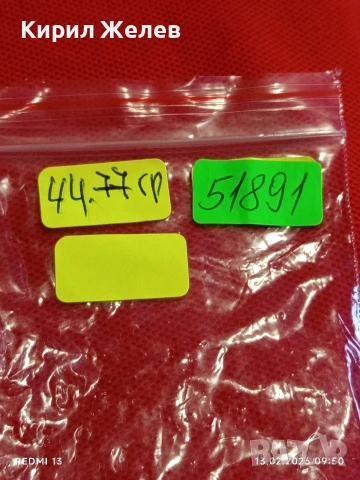 Кирил Желев
44.77 гр
51891
REDMI 13
13.02.2025 09:50